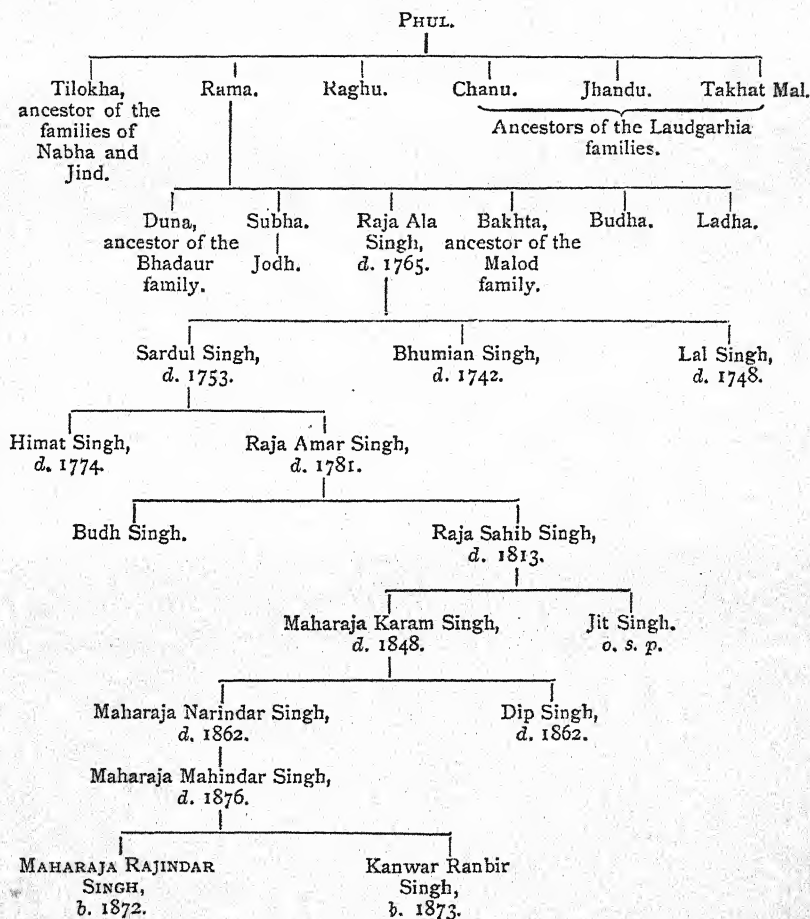 PHUL.
Tilokha, Rama. Raghu. Chanu. Jhandu. Takhat Mal.
ancestor of the
families of
Nabha and
Jind.
Ancestors of the Laudgarhia
families.
Duna, Subha. Raja Ala Bakhta, Budha. Ladha.
ancestor of the Singh, ancestor of the
Bhadaur Jodh. d. 1765. Malod
family. family.
Sardul Singh, Bhumian Singh, Lal Singh,
d. 1753. d. 1742. d. 1748.
Himat Singh, Raja Amar Singh,
d. 1774. d. 1781.
Budh Singh. Raja Sahib Singh,
d. 1813.
Maharaja Karam Singh, Jit Singh.
d. 1848. o. s. p.
Maharaja Narindar Singh, Dip Singh,
d. 1862. d. 1862.
Maharaja Mahindar Singh,
d. 1876.
MAHARAJA RAJINDAR Kanwar Ranbir
SINGH, Singh,
b. 1872. b. 1873.